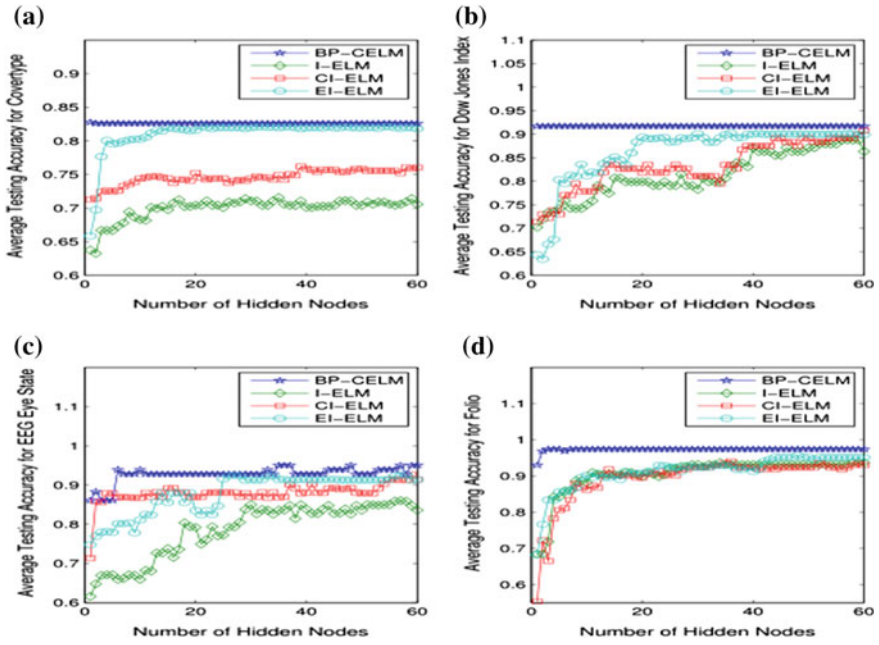 (a)
Average Testing Accuracy for Covertype
0.9
0.85
0.8
0.75
0.7
0.65
0.6
0
20
40
60
Number of Hidden Nodes
BP-CELM
I-ELM
CI-ELM
EI-ELM
(b)
Average Testing Accuracy for Dow Jones Index
1.1
1.05
1
0.95
0.9
0.85
0.8
0.75
0.7
0.65
0.6
0
20
40
60
Number of Hidden Nodes
BP-CELM
I-ELM
CI-ELM
EI-ELM
(c)
Average Testing Accuracy for EEG Eye State
1.1
1
0.9
0.8
0.7
0.6
0
20
40
60
Number of Hidden Nodes
BP-CELM
I-ELM
CI-ELM
EI-ELM
(d)
Average Testing Accuracy for Folio
1.1
1
0.9
0.8
0.7
0.6
0
20
40
60
Number of Hidden Nodes
BP-CELM
I-ELM
CI-ELM
EI-ELM